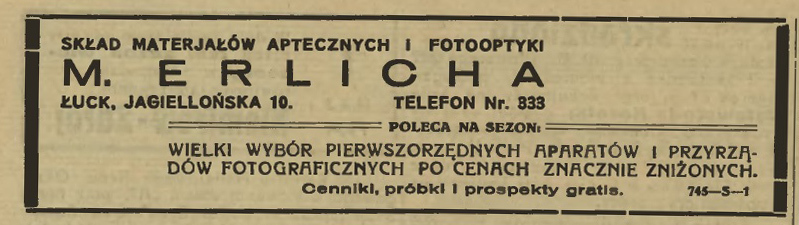 SKŁAD MATERJAŁÓW APTECZNYCH I FOTOOPTYKI
M. ERLICHA
ŁUCK, JAGIELLOŃSKA 10. TELEFON Nr. 333
POLECA NA SEZON:
WIELKI WYBÓR PIERWSZORZĘDNYCH APARATÓW I PRZYRZĄ-
DÓW FOTOGRAFICZNYCH PO CENACH ZNACZNIE ZNIŻONYCH.
Cenniki, próbki i prospekty gratis. 745—S—1